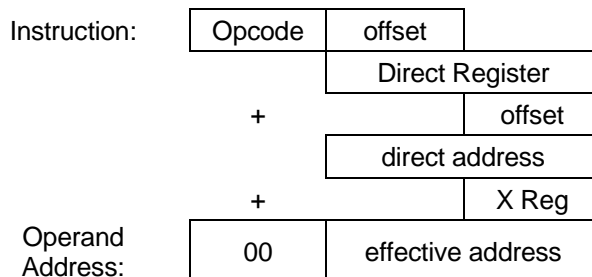 Instruction: Opcode offset
Direct Register
+ offset
direct address
+ X Reg
Operand
Address: 00 effective address